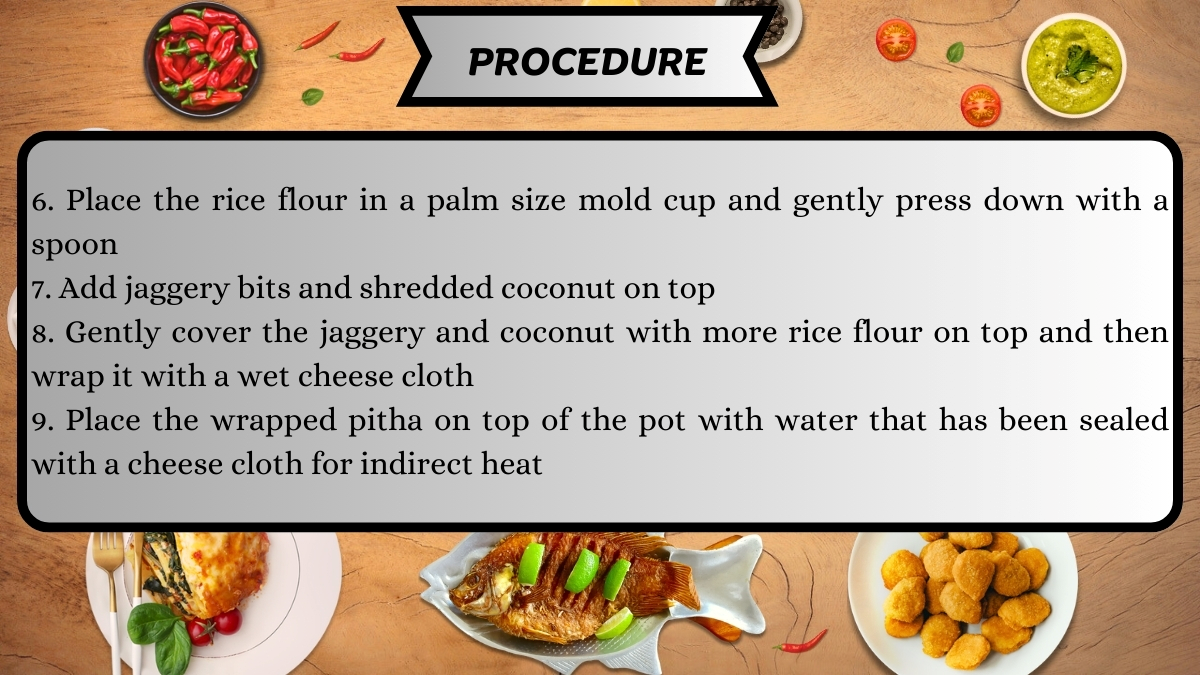 PROCEDURE
6. Place the rice flour in a palm size mold cup and gently press down with a
spoon
7. Add jaggery bits and shredded coconut on top
8. Gently cover the jaggery and coconut with more rice flour on top and then
wrap it with a wet cheese cloth
9. Place the wrapped pitha on top of the pot with water that has been sealed
with a cheese cloth for indirect heat